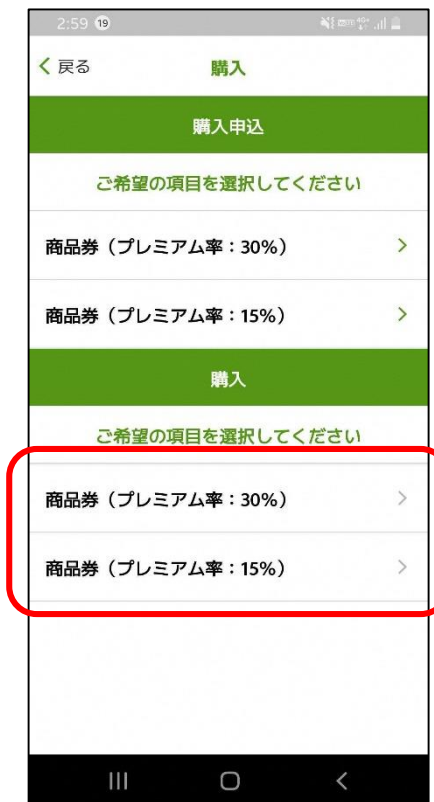 2:59 19
戻る 購入
購入申込
ご希望の項目を選択してください
商品券（プレミアム率：30%）
商品券（プレミアム率：15%）
購入
ご希望の項目を選択してください
商品券（プレミアム率：30%）
商品券（プレミアム率：15%）